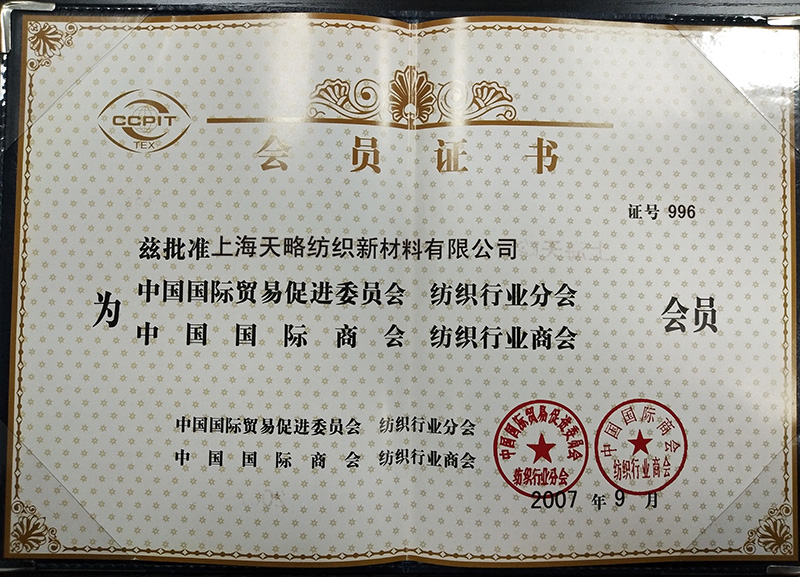 CCPIT
TEX
会员证书
证号 996
兹批准上海天略纺织新材料有限公司
为
中国国际贸易促进委员会 纺织行业分会
中国国际商会 纺织行业商会
会员
中国国际贸易促进委员会 纺织行业分会
中国国际商会 纺织行业商会
中国国际贸易促进委员会
纺织行业分会
中国国际商会
纺织行业商会
2007 年 9 月